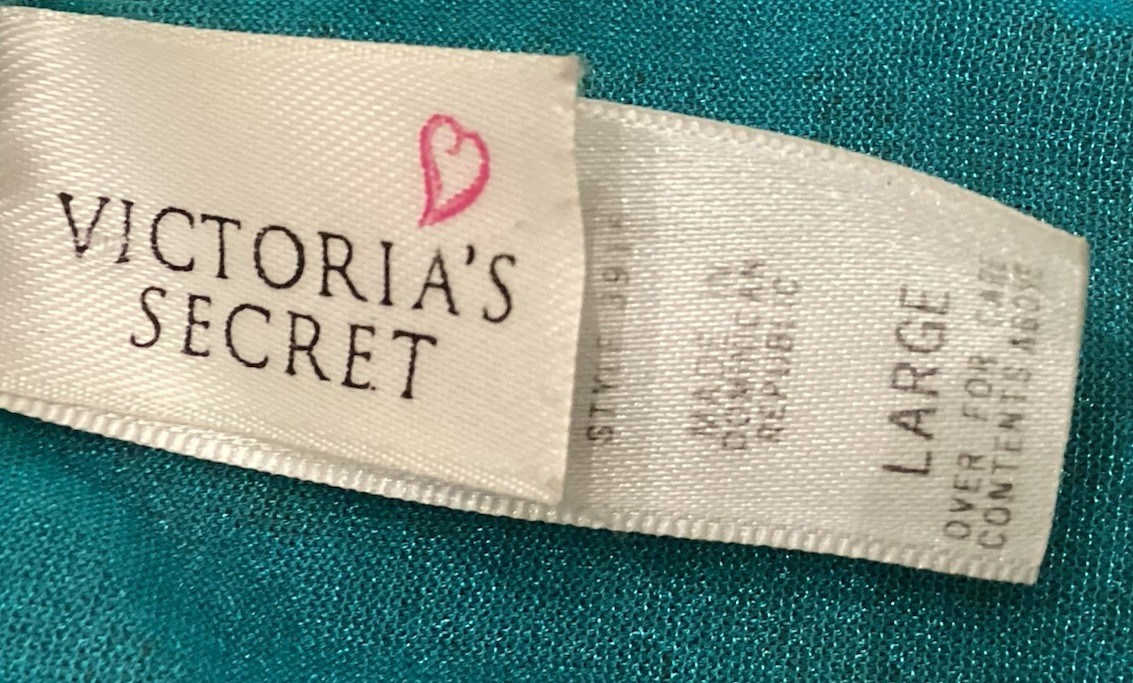 VICTORIA'S
SECRET
STYLE
MADE IN
DOMINICAN
REPUBLIC
LARGE
OVER FOR CARE
CONTENTS ABOVE